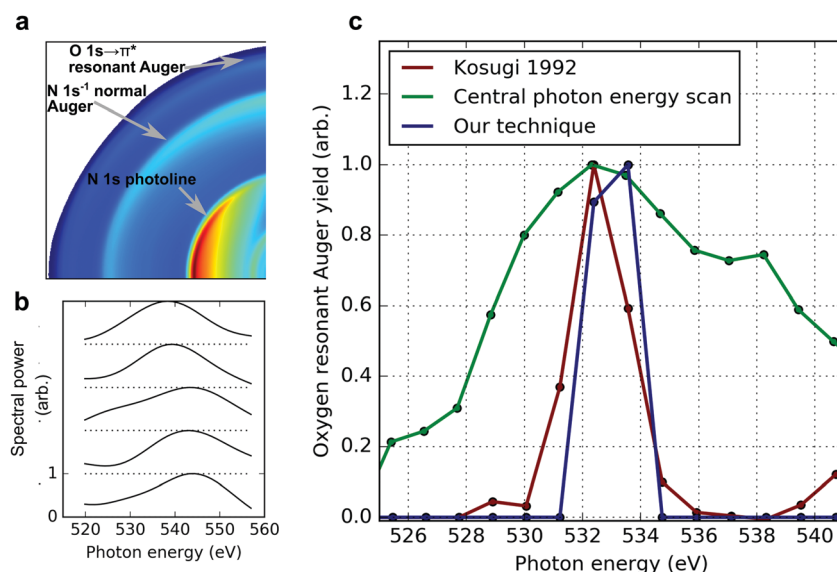 a
O 1s→π*
resonant Auger
N 1s⁻¹ normal
Auger
N 1s photoline
b
Spectral power
(arb.)
1
0
520 530 540 550 560
Photon energy (eV)
c
Kosugi 1992
Central photon energy scan
Our technique
Oxygen resonant Auger yield (arb.)
1.2
1.0
0.8
0.6
0.4
0.2
0.0
526 528 530 532 534 536 538 540
Photon energy (eV)